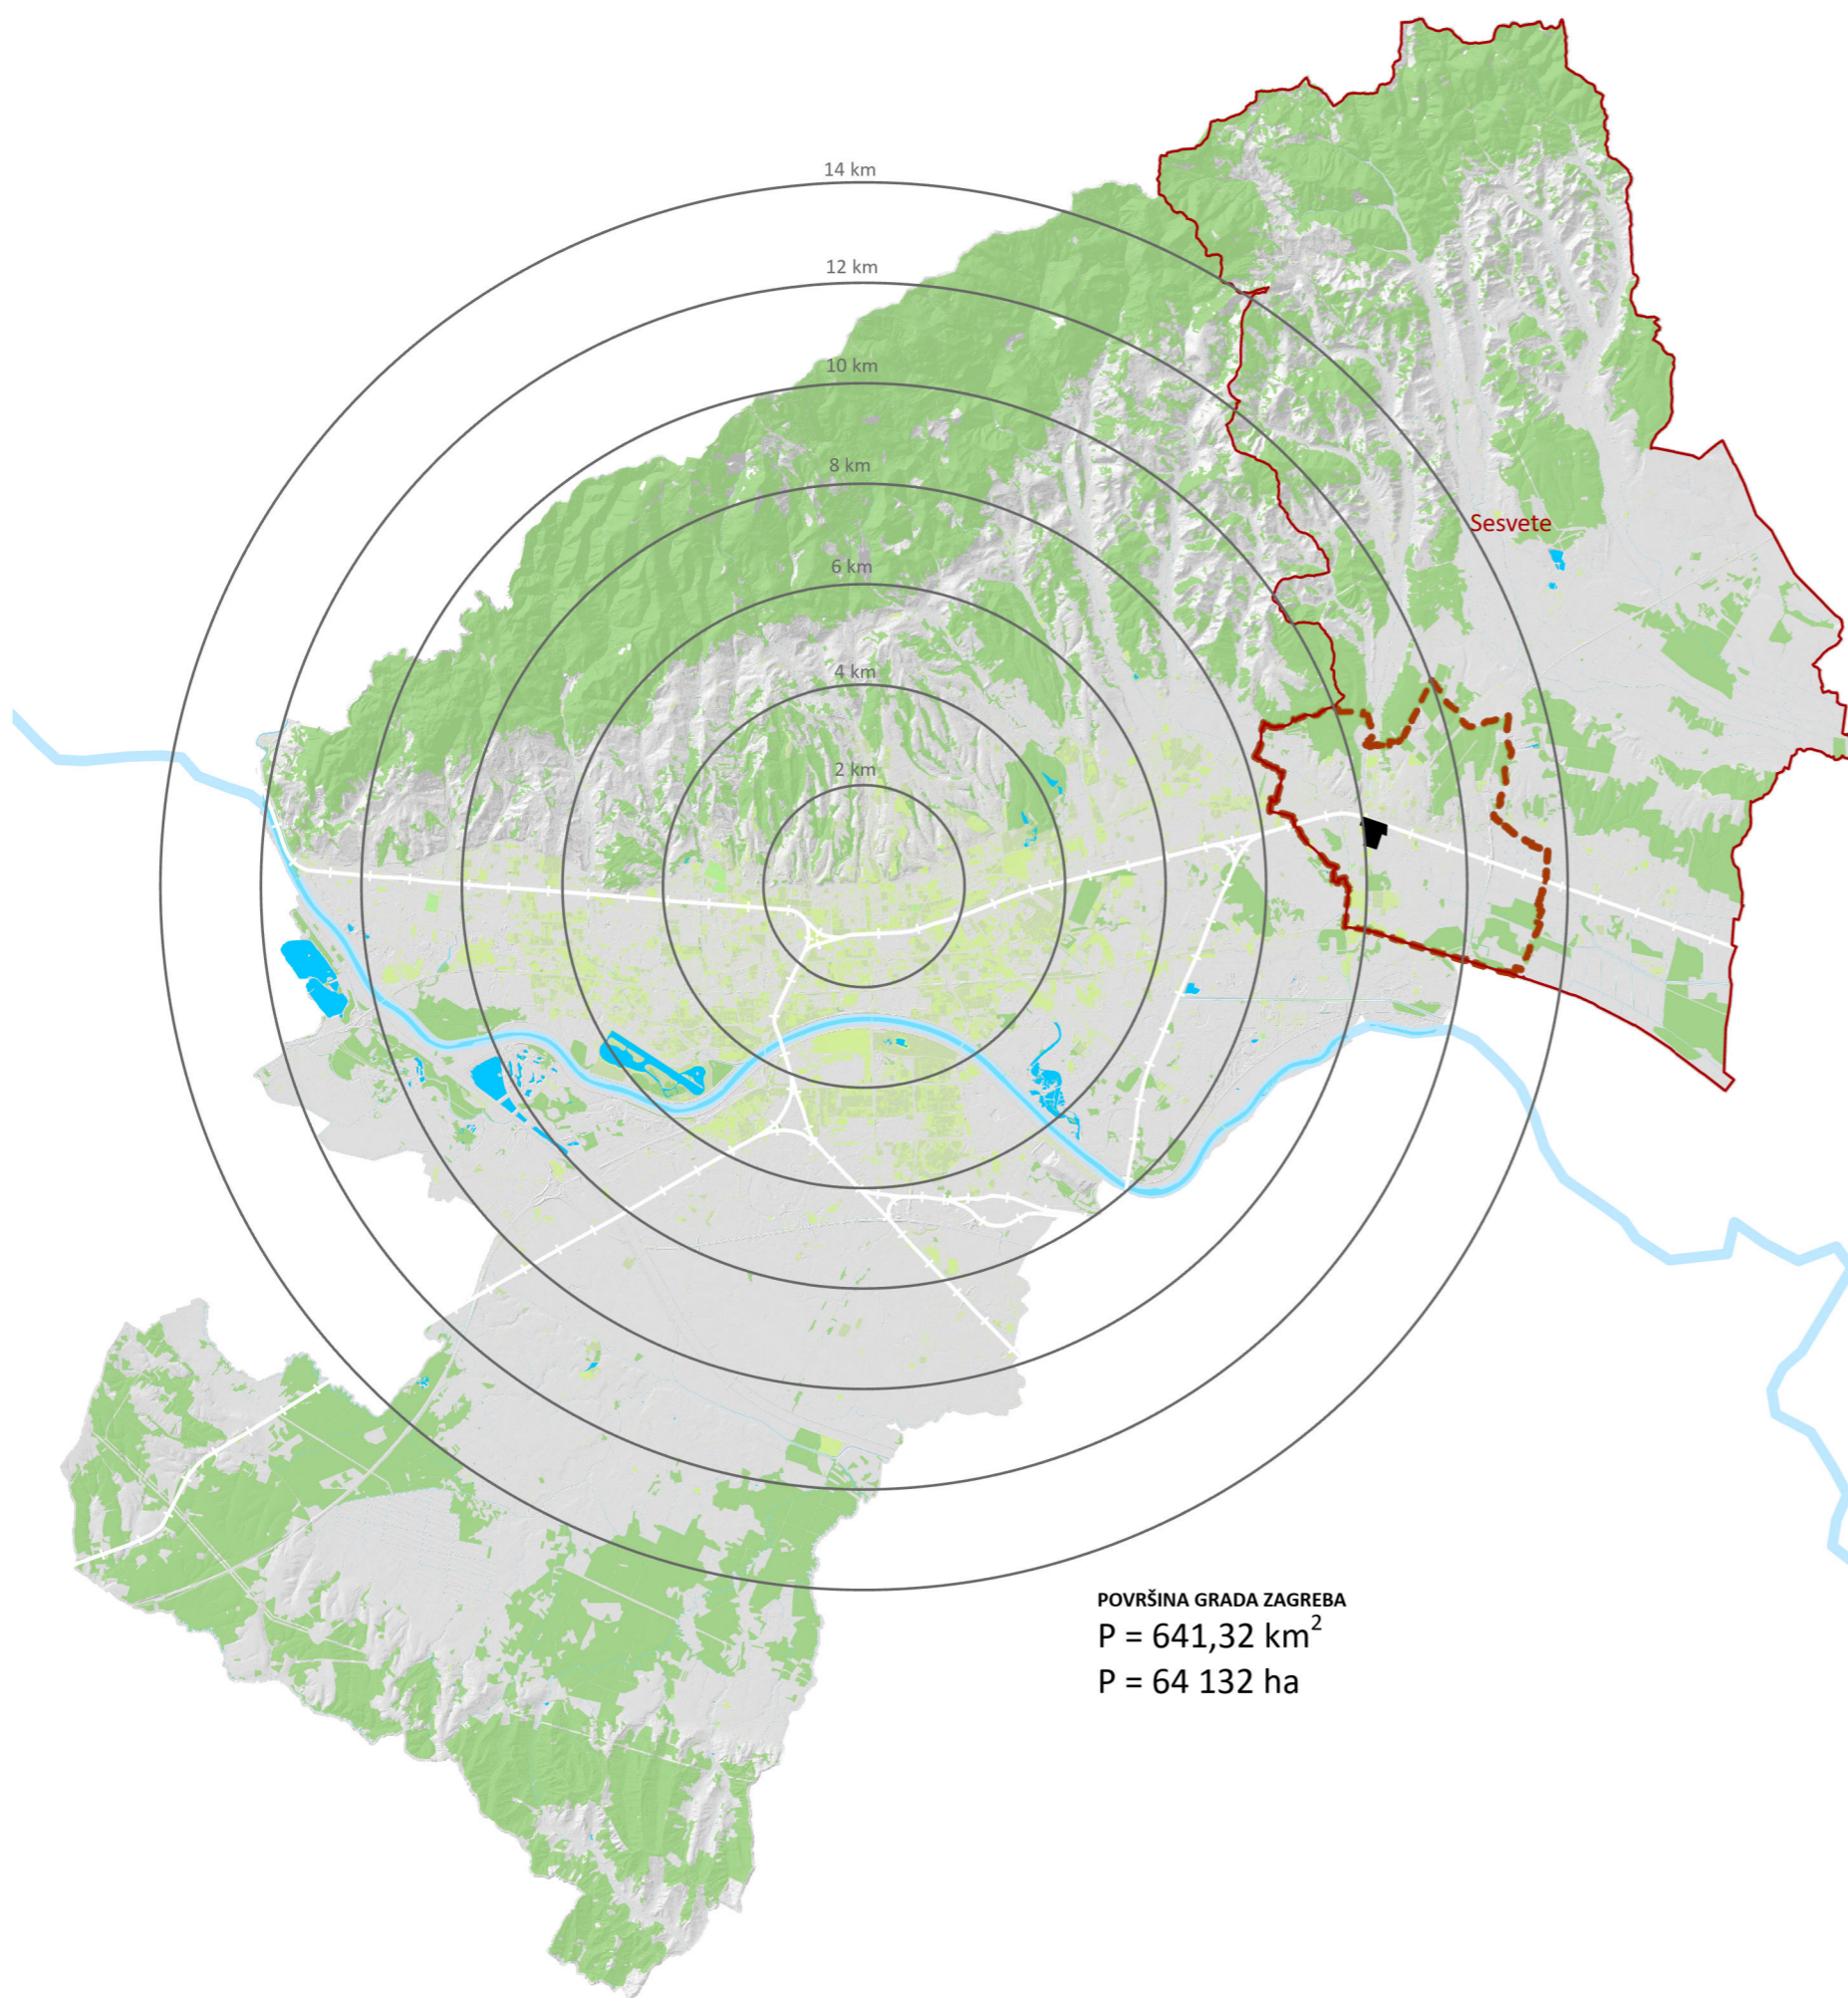 14 km
12 km
10 km
8 km
Sesvete
6 km
4 km
2 km
POVRŠINA GRADA ZAGREBA
P = 641,32 km²
P = 64 132 ha